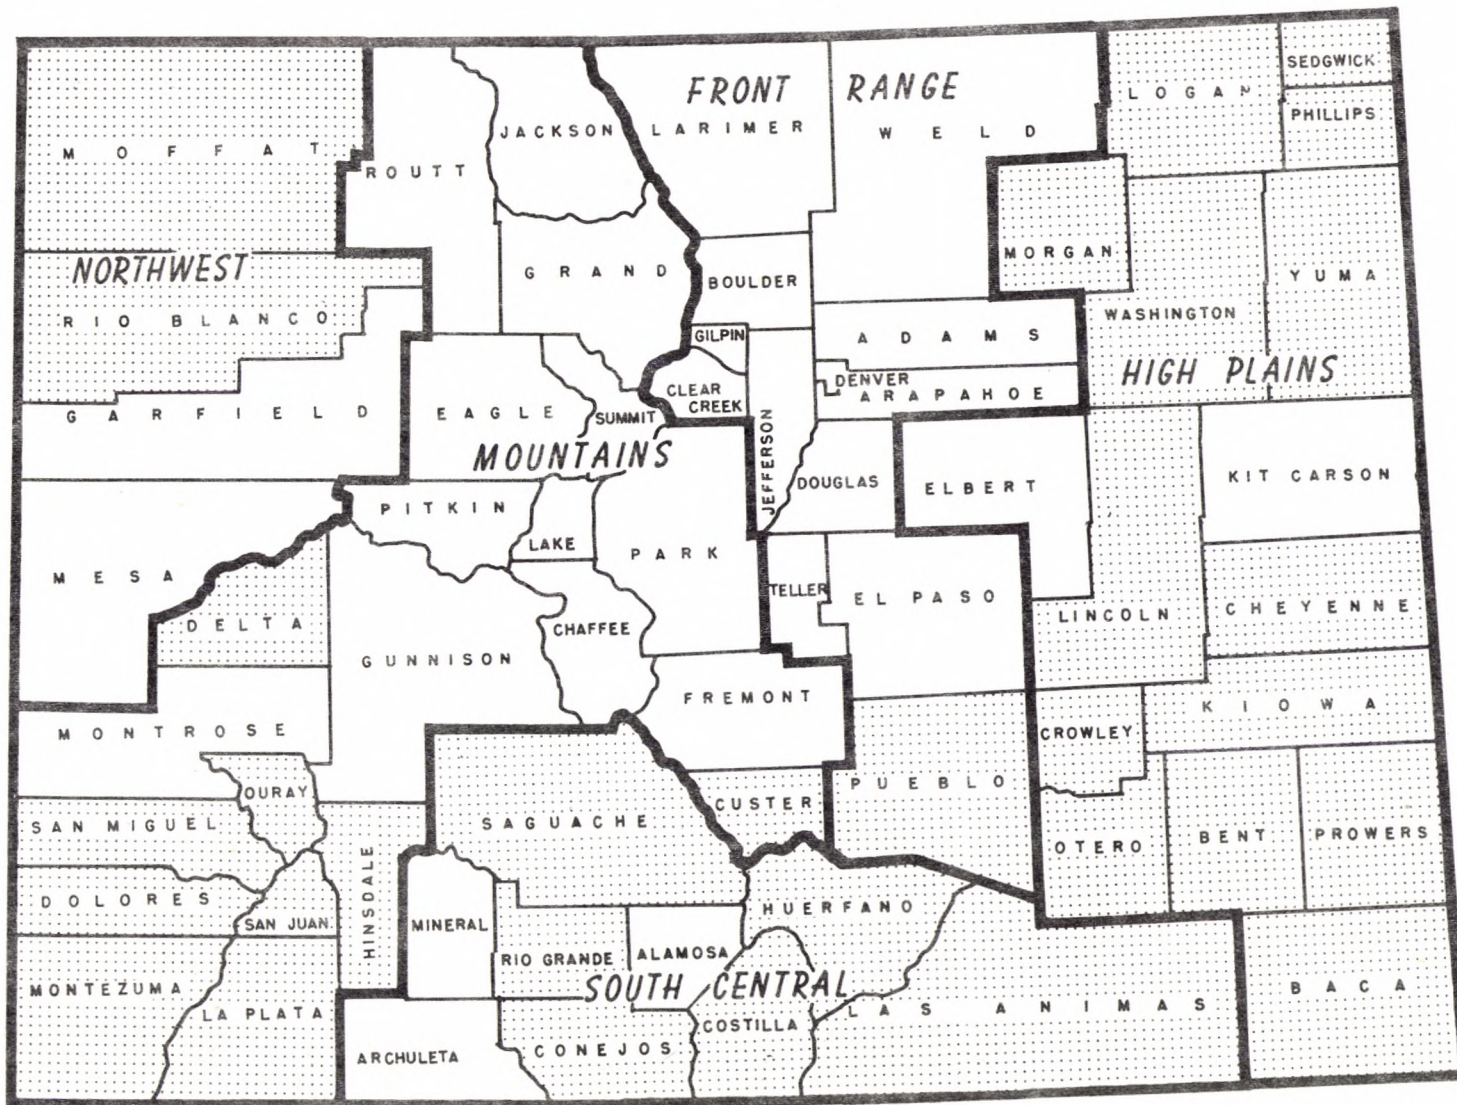 SEDGWICK
FRONT RANGE
LOGAN
PHILLIPS
JACKSON
LARIMER
WELD
MOFFAT
ROUTT
MORGAN
NORTHWEST
GRAND
BOULDER
YUMA
RIO BLANCO
WASHINGTON
GILPIN
ADAMS
HIGH PLAINS
DENVER
CLEAR
CREEK
ARAPAHOE
GARFIELD
EAGLE
SUMMIT
MOUNTAINS
JEFFERSON
DOUGLAS
ELBERT
KIT CARSON
PITKIN
LAKE
PARK
MESA
TELLER
EL PASO
LINCOLN
CHEYENNE
DELTA
CHAFFEE
GUNNISON
FREMONT
KIOWA
MONTROSE
CROWLEY
OURAY
PUEBLO
SAN MIGUEL
SAGUACHE
CUSTER
OTERO
BENT
PROWERS
HINSDALE
DOLORES
SAN JUAN
MINERAL
HUERFANO
RIO GRANDE
ALAMOSA
MONTEZUMA
SOUTH CENTRAL
BACA
LA PLATA
COSTILLA
LAS ANIMAS
ARCHULETA
CONEJOS